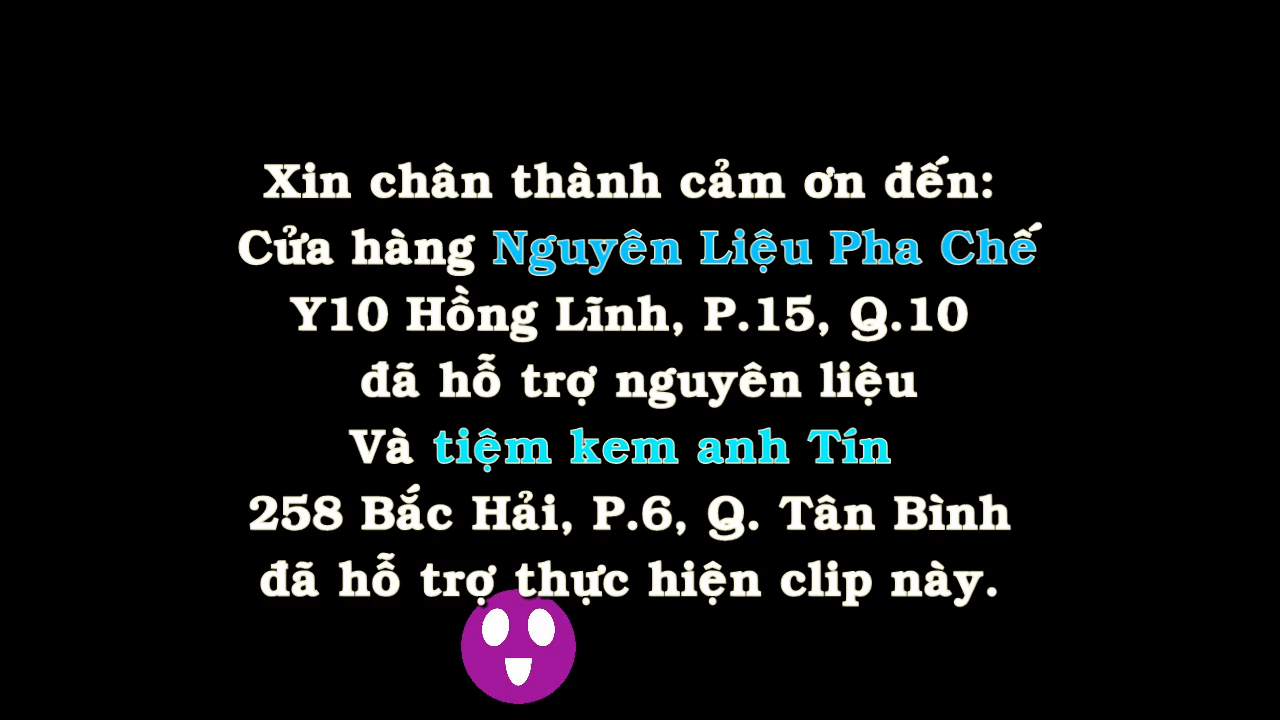 Xin chân thành cảm ơn đến:
Cửa hàng Nguyên Liệu Pha Chế
Y10 Hồng Lĩnh, P.15, Q.10
đã hỗ trợ nguyên liệu
Và tiệm kem anh Tín
258 Bắc Hải, P.6, Q. Tân Bình
đã hỗ trợ thực hiện clip này.